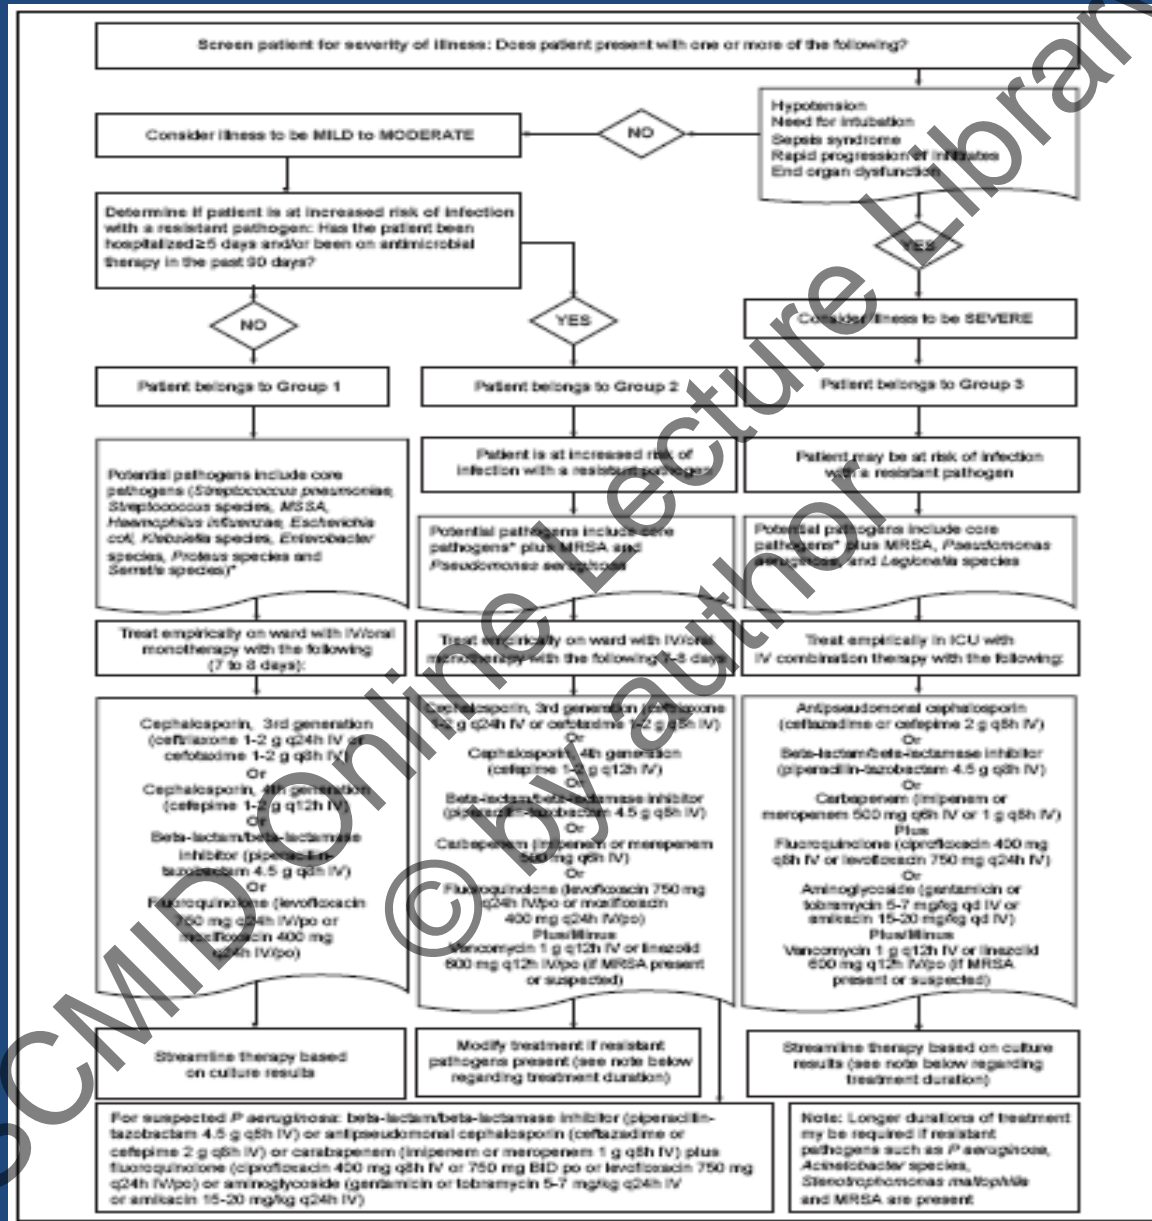 Screen patient for severity of illness: Does patient present with one or more of the following?
Hypotension
Need for intubation
Sepsis syndrome
Rapid progression of infiltrates
End organ dysfunction
NO
Consider illness to be MILD to MODERATE
YES
Determine if patient is at increased risk of infection
with a resistant pathogen: Has the patient been
hospitalized ≥5 days and/or been on antimicrobial
therapy in the past 90 days?
NO
YES
Consider illness to be SEVERE
Patient belongs to Group 1
Patient belongs to Group 2
Patient belongs to Group 3
Potential pathogens include core
pathogens (Streptococcus pneumoniae,
Streptococcus species, MSSA,
Haemophilus influenzae, Escherichia
coli, Klebsiella species, Enterobacter
species, Proteus species and
Serratia species)*
Patient is at increased risk of
infection with a resistant pathogen
Patient may be at risk of infection
with a resistant pathogen
Potential pathogens include core
pathogens* plus MRSA and
Pseudomonas aeruginosa
Potential pathogens include core
pathogens* plus MRSA, Pseudomonas
aeruginosa, and Legionella species
Treat empirically on ward with IV/oral
monotherapy with the following
(7 to 8 days):
Treat empirically on ward with IV/oral
monotherapy with the following 7-8 days
Treat empirically in ICU with
IV combination therapy with the following:
Cephalosporin, 3rd generation
(ceftriaxone 1-2 g q24h IV or
cefotaxime 1-2 g q8h IV)
Or
Cephalosporin, 4th generation
(cefepime 1-2 g q12h IV)
Or
Beta-lactam/beta-lactamase
inhibitor (piperacillin-
tazobactam 4.5 g q8h IV)
Or
Fluoroquinolone (levofloxacin
750 mg q24h IV/po or
moxifloxacin 400 mg
q24h IV/po)
Cephalosporin, 3rd generation (ceftriaxone
1-2 g q24h IV or cefotaxime 1-2 g q8h IV)
Or
Cephalosporin, 4th generation
(cefepime 1-2 g q12h IV)
Or
Beta-lactam/beta-lactamase inhibitor
(piperacillin-tazobactam 4.5 g q8h IV)
Or
Carbapenem (imipenem or meropenem
500 mg q6h IV)
Or
Fluoroquinolone (levofloxacin 750 mg
q24h IV/po or moxifloxacin
400 mg q24h IV/po)
Plus/Minus
Vancomycin 1 g q12h IV or linezolid
600 mg q12h IV/po (if MRSA present
or suspected)
Antipseudomonal cephalosporin
(ceftazadime or cefepime 2 g q8h IV)
Or
Beta-lactam/beta-lactamase inhibitor
(piperacillin-tazobactam 4.5 g q8h IV)
Or
Carbapenem (imipenem or
meropenem 500 mg q6h IV or 1 g q8h IV)
Plus
Fluoroquinolone (ciprofloxacin 400 mg
q8h IV or levofloxacin 750 mg q24h IV)
Or
Aminoglycoside (gentamicin or
tobramycin 5-7 mg/kg qd IV or
amikacin 15-20 mg/kg qd IV)
Plus/Minus
Vancomycin 1 g q12h IV or linezolid
600 mg q12h IV/po (if MRSA
present or suspected)
Streamline therapy based
on culture results
Modify treatment if resistant
pathogens present (see note below
regarding treatment duration)
Streamline therapy based on culture
results (see note below regarding
treatment duration)
For suspected P aeruginosa: beta-lactam/beta-lactamase inhibitor (piperacillin-
tazobactam 4.5 g q8h IV) or antipseudomonal cephalosporin (ceftazadime or
cefepime 2 g q8h IV) or carabapenem (imipenem or meropenem 1 g q8h IV) plus
fluoroquinolone (ciprofloxacin 400 mg q8h IV or 750 mg BID po or levofloxacin 750 mg
q24h IV/po) or aminoglycoside (gentamicin or tobramycin 5-7 mg/kg q24h IV
or amikacin 15-20 mg/kg q24h IV)
Note: Longer durations of treatment
my be required if resistant
pathogens such as P aeruginosa,
Acinetobacter species,
Stenotrophomonas maltophilia
and MRSA are present
SCMID Online Lecture Librar
© by author